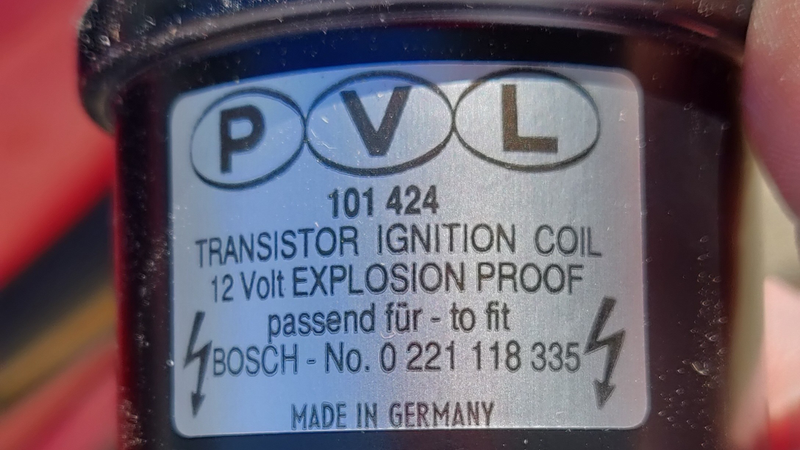 PVL
101 424
TRANSISTOR IGNITION COIL
12 Volt EXPLOSION PROOF
passend für - to fit
BOSCH - No. 0 221 118 335
MADE IN GERMANY